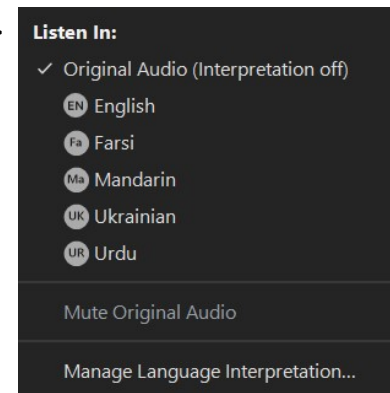 Listen In:
✓ Original Audio (Interpretation off)
EN English
Fa Farsi
Ma Mandarin
UK Ukrainian
UR Urdu
Mute Original Audio
Manage Language Interpretation...